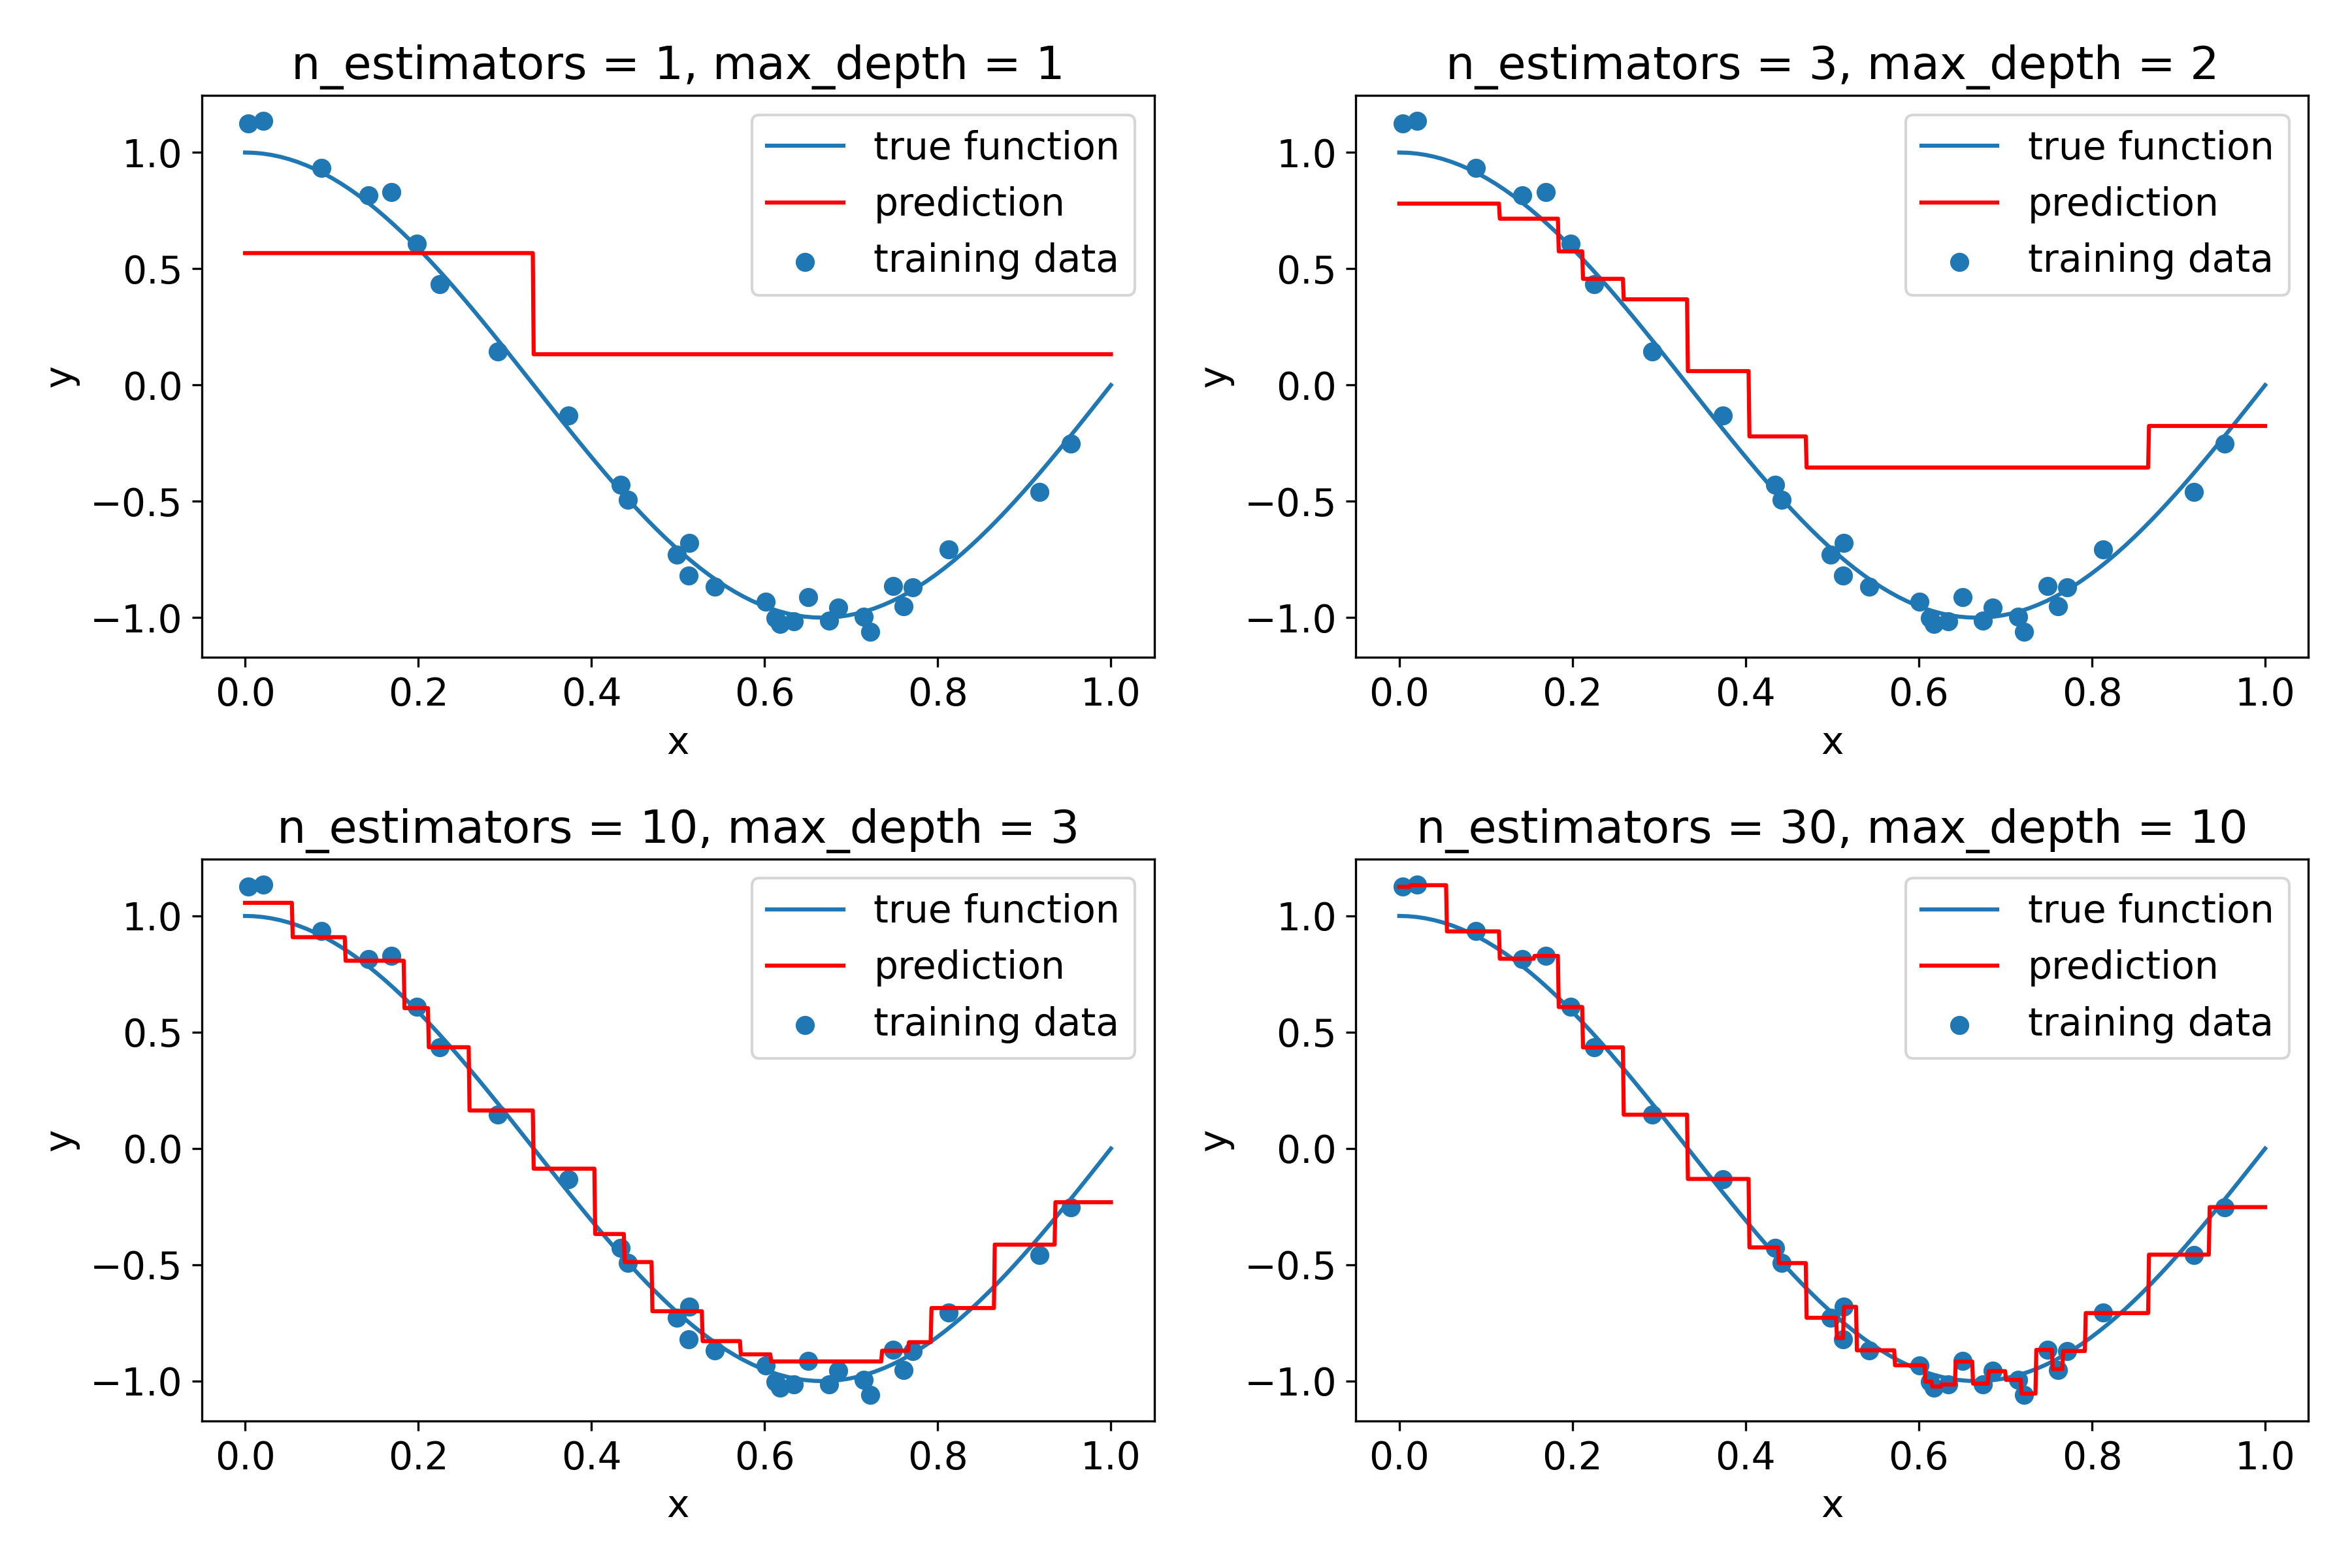 n_estimators = 1, max_depth = 1
true function
prediction
training data
1.0
0.5
0.0
−0.5
−1.0
y
0.0 0.2 0.4 0.6 0.8 1.0
x
n_estimators = 3, max_depth = 2
true function
prediction
training data
1.0
0.5
0.0
−0.5
−1.0
y
0.0 0.2 0.4 0.6 0.8 1.0
x
n_estimators = 10, max_depth = 3
true function
prediction
training data
1.0
0.5
0.0
−0.5
−1.0
y
0.0 0.2 0.4 0.6 0.8 1.0
x
n_estimators = 30, max_depth = 10
true function
prediction
training data
1.0
0.5
0.0
−0.5
−1.0
y
0.0 0.2 0.4 0.6 0.8 1.0
x